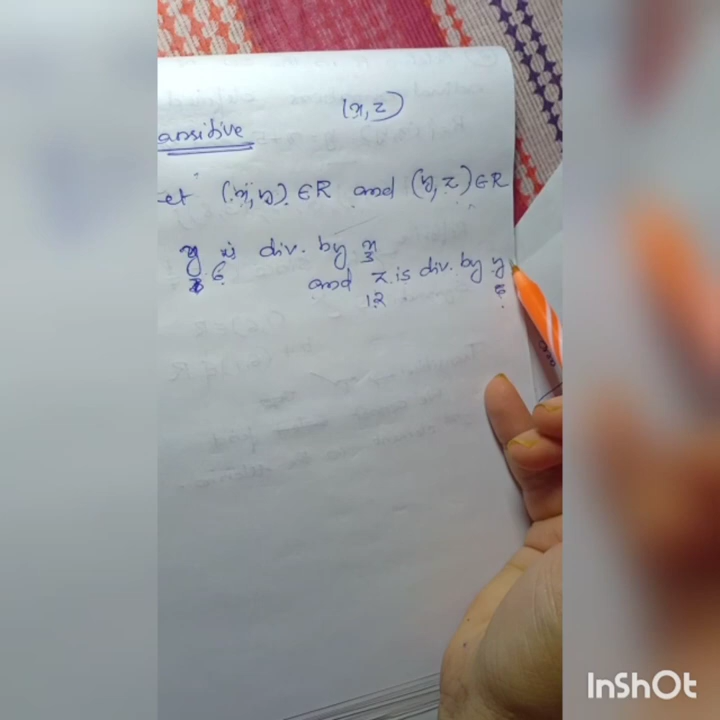 (x,z)
ansitive
et (x,y) ∈R and (y,z)∈R
y is div. by x
6 3
and z is div. by y
12 6
InShOt